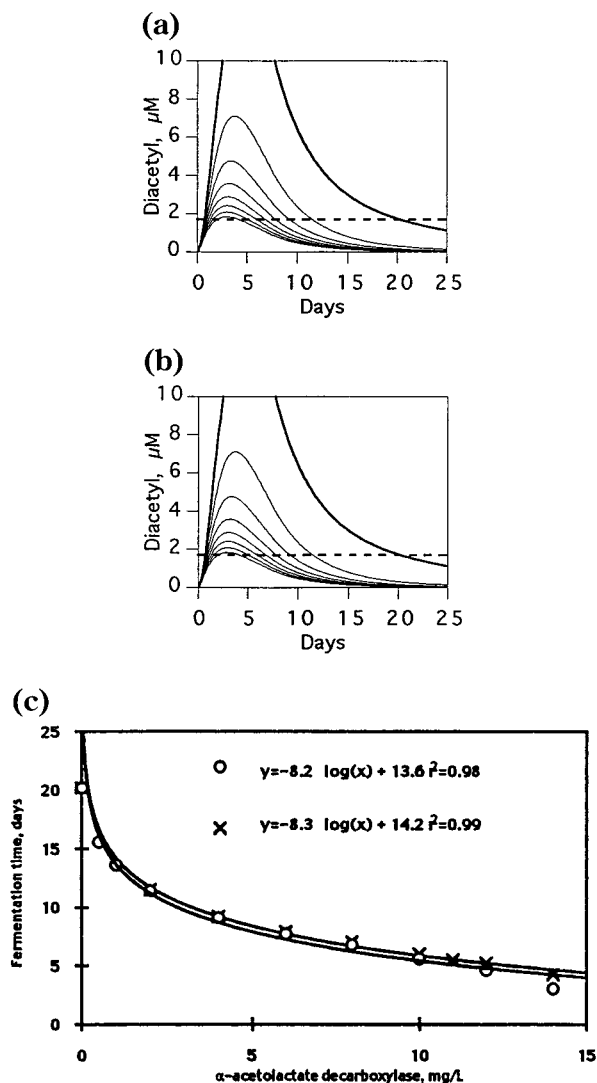 (a)
10
8
6
4
2
0
Diacetyl, µM
0 5 10 15 20 25
Days
(b)
10
8
6
4
2
0
Diacetyl, µM
0 5 10 15 20 25
Days
(c)
25
20
15
10
5
0
Fermentation time, days
y=-8.2 log(x) + 13.6 r²=0.98
y=-8.3 log(x) + 14.2 r²=0.99
0 5 10 15
α-acetolactate decarboxylase, mg/L